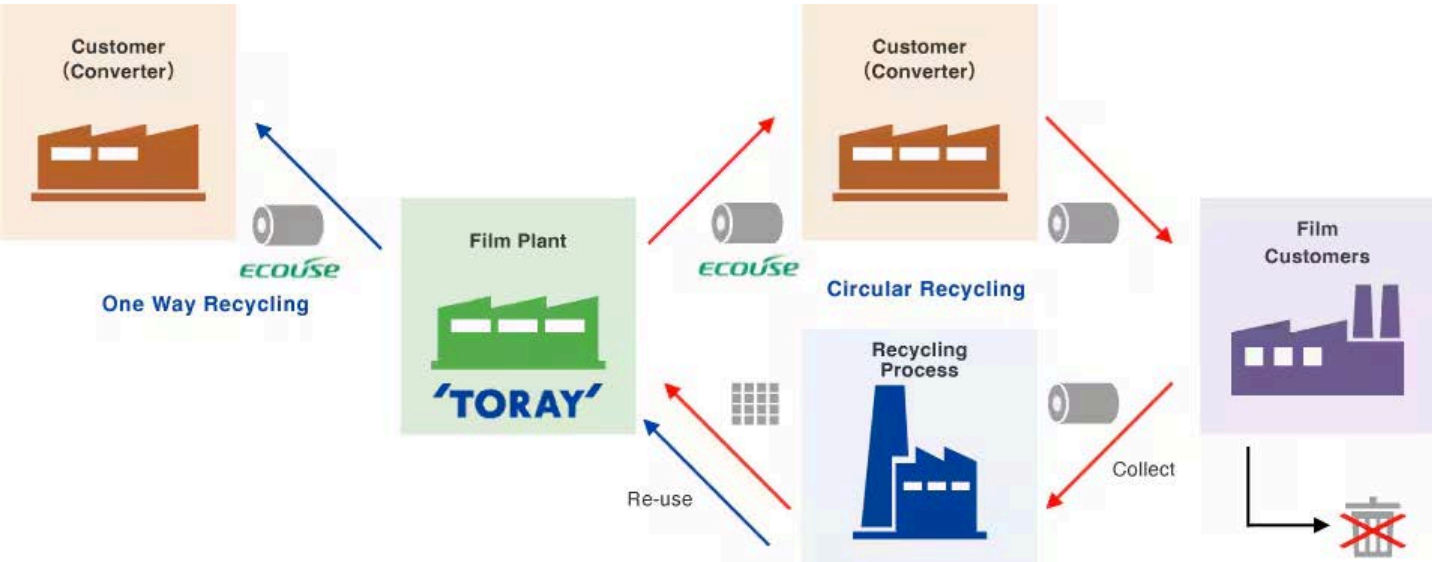 Customer
(Converter)
ECOUSE
One Way Recycling
Film Plant
'TORAY'
Customer
(Converter)
ECOUSE
Circular Recycling
Film
Customers
Recycling
Process
Re-use
Collect